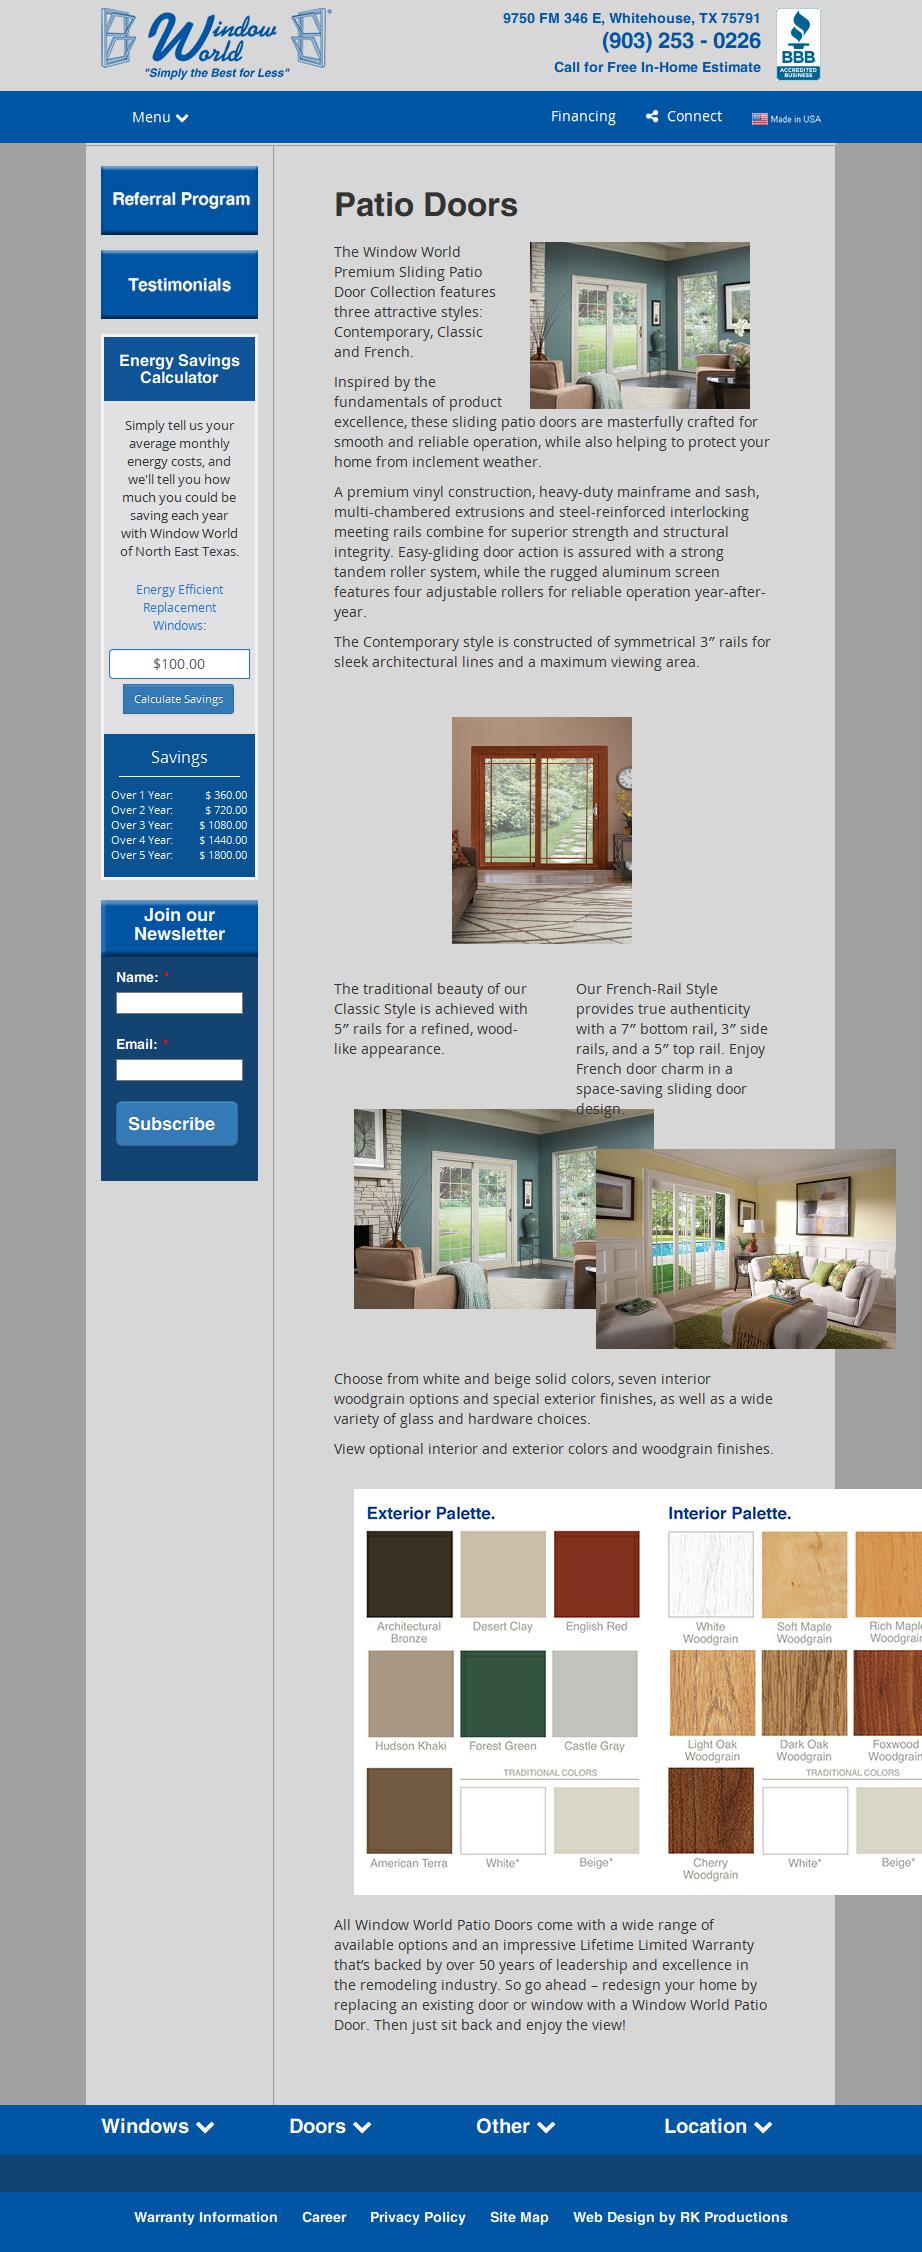 Window World®
"Simply the Best for Less"
9750 FM 346 E, Whitehouse, TX 75791
(903) 253 - 0226
Call for Free In-Home Estimate
BBB
ACCREDITED
BUSINESS
Menu
Financing
Connect
Made in USA
Referral Program
Testimonials
Energy Savings
Calculator
Simply tell us your
average monthly
energy costs, and
we'll tell you how
much you could be
saving each year
with Window World
of North East Texas.
Energy Efficient
Replacement
Windows:
$100.00
Calculate Savings
Savings
Over 1 Year: $ 360.00
Over 2 Year: $ 720.00
Over 3 Year: $ 1080.00
Over 4 Year: $ 1440.00
Over 5 Year: $ 1800.00
Join our
Newsletter
Name: *
Email: *
Subscribe
Patio Doors
The Window World
Premium Sliding Patio
Door Collection features
three attractive styles:
Contemporary, Classic
and French.
Inspired by the
fundamentals of product
excellence, these sliding patio doors are masterfully crafted for
smooth and reliable operation, while also helping to protect your
home from inclement weather.
A premium vinyl construction, heavy-duty mainframe and sash,
multi-chambered extrusions and steel-reinforced interlocking
meeting rails combine for superior strength and structural
integrity. Easy-gliding door action is assured with a strong
tandem roller system, while the rugged aluminum screen
features four adjustable rollers for reliable operation year-after-
year.
The Contemporary style is constructed of symmetrical 3″ rails for
sleek architectural lines and a maximum viewing area.
The traditional beauty of our
Classic Style is achieved with
5″ rails for a refined, wood-
like appearance.
Our French-Rail Style
provides true authenticity
with a 7″ bottom rail, 3″ side
rails, and a 5″ top rail. Enjoy
French door charm in a
space-saving sliding door
design.
Choose from white and beige solid colors, seven interior
woodgrain options and special exterior finishes, as well as a wide
variety of glass and hardware choices.
View optional interior and exterior colors and woodgrain finishes.
Exterior Palette.
Architectural
Bronze
Desert Clay
English Red
Hudson Khaki
Forest Green
Castle Gray
TRADITIONAL COLORS
American Terra
White*
Beige*
Interior Palette.
White
Woodgrain
Soft Maple
Woodgrain
Rich Mapl
Woodgrai
Light Oak
Woodgrain
Dark Oak
Woodgrain
Foxwood
Woodgrain
TRADITIONAL COLORS
Cherry
Woodgrain
White*
Beige*
All Window World Patio Doors come with a wide range of
available options and an impressive Lifetime Limited Warranty
that’s backed by over 50 years of leadership and excellence in
the remodeling industry. So go ahead – redesign your home by
replacing an existing door or window with a Window World Patio
Door. Then just sit back and enjoy the view!
Windows
Doors
Other
Location
Warranty Information
Career
Privacy Policy
Site Map
Web Design by RK Productions